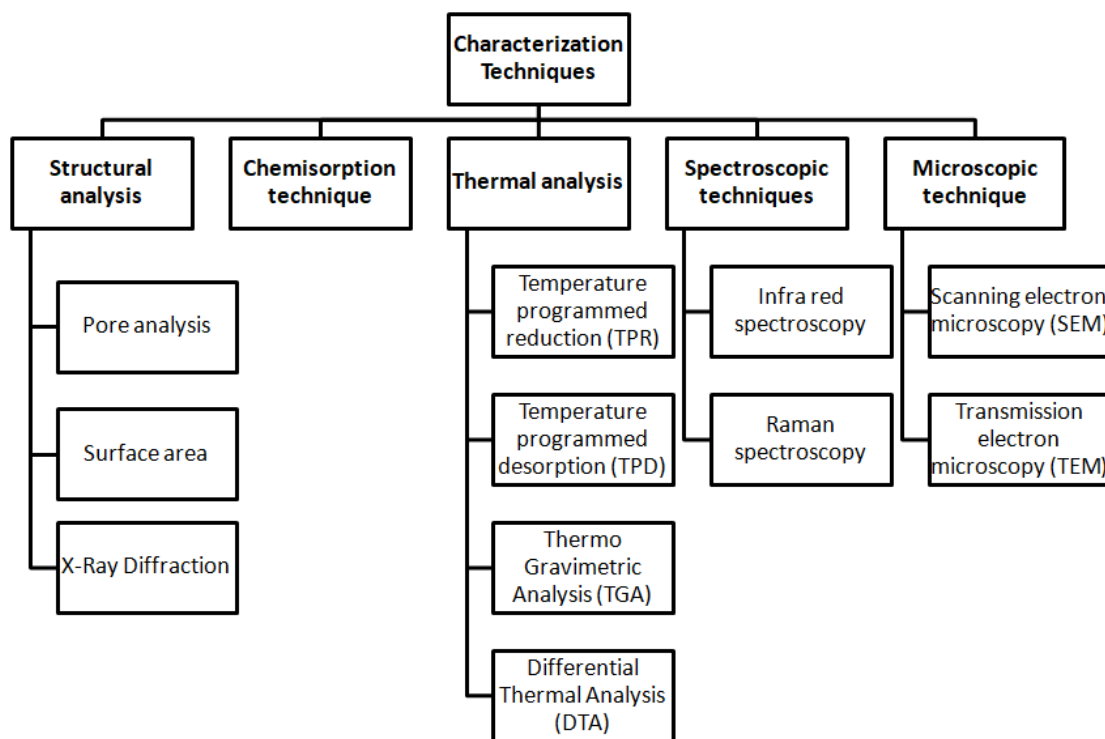 Characterization
Techniques
Structural
analysis
Chemisorption
technique
Thermal analysis
Spectroscopic
techniques
Microscopic
technique
Pore analysis
Surface area
X-Ray Diffraction
Temperature
programmed
reduction (TPR)
Temperature
programmed
desorption (TPD)
Thermo
Gravimetric
Analysis (TGA)
Differential
Thermal Analysis
(DTA)
Infra red
spectroscopy
Raman
spectroscopy
Scanning electron
microscopy (SEM)
Transmission
electron
microscopy (TEM)